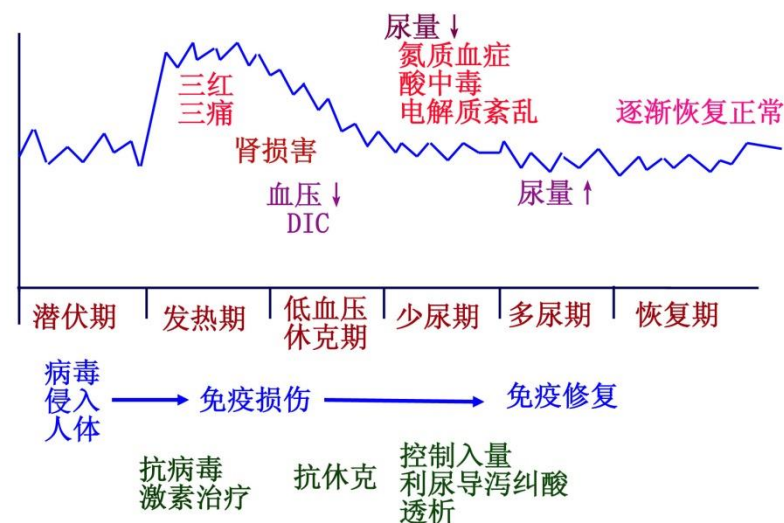 尿量↓
氮质血症
酸中毒
电解质紊乱
三红
三痛
逐渐恢复正常
肾损害
血压↓
DIC
尿量↑
潜伏期
发热期
低血压
休克期
少尿期
多尿期
恢复期
病毒
侵入
人体
免疫损伤
免疫修复
抗病毒
激素治疗
抗休克
控制入量
利尿导泻纠酸
透析